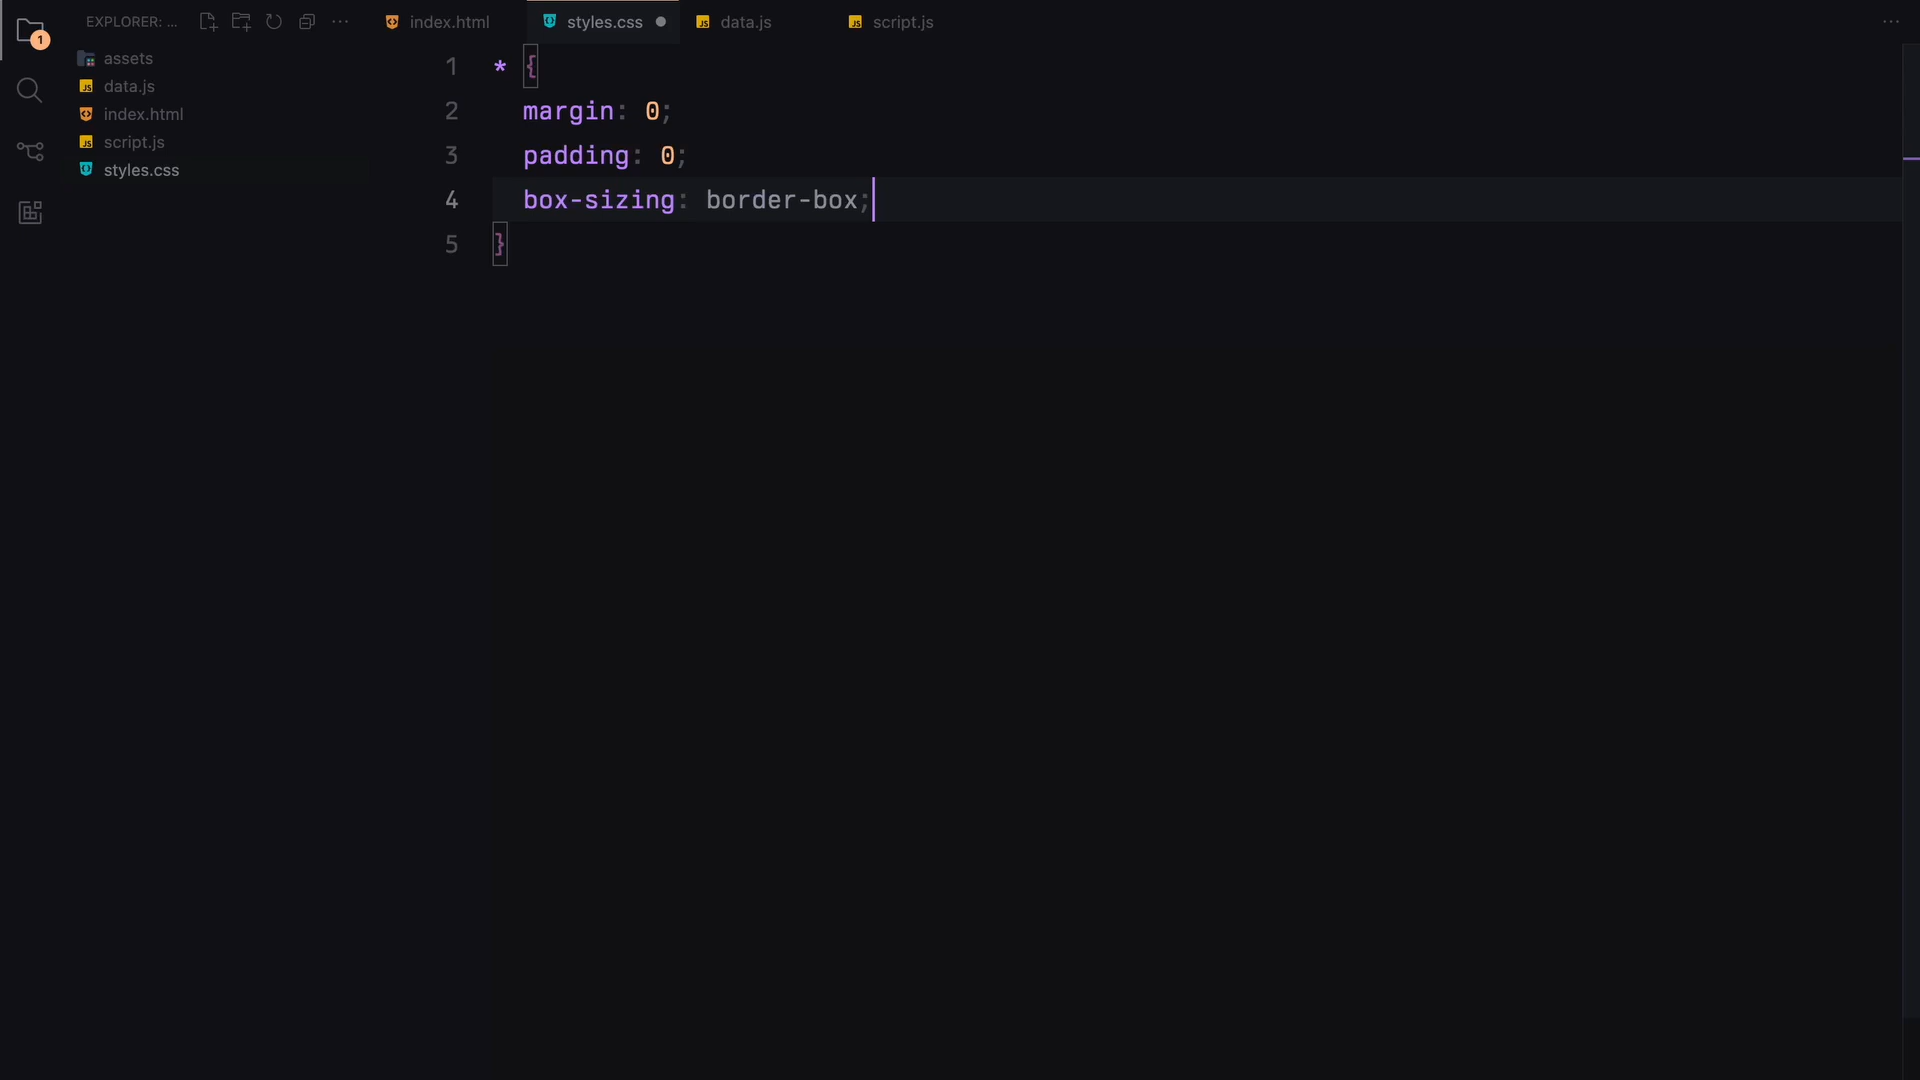 EXPLORER: ...
index.html
styles.css
data.js
script.js
1
assets
data.js
index.html
script.js
styles.css
1 * {
2 margin: 0;
3 padding: 0;
4 box-sizing: border-box;
5 }